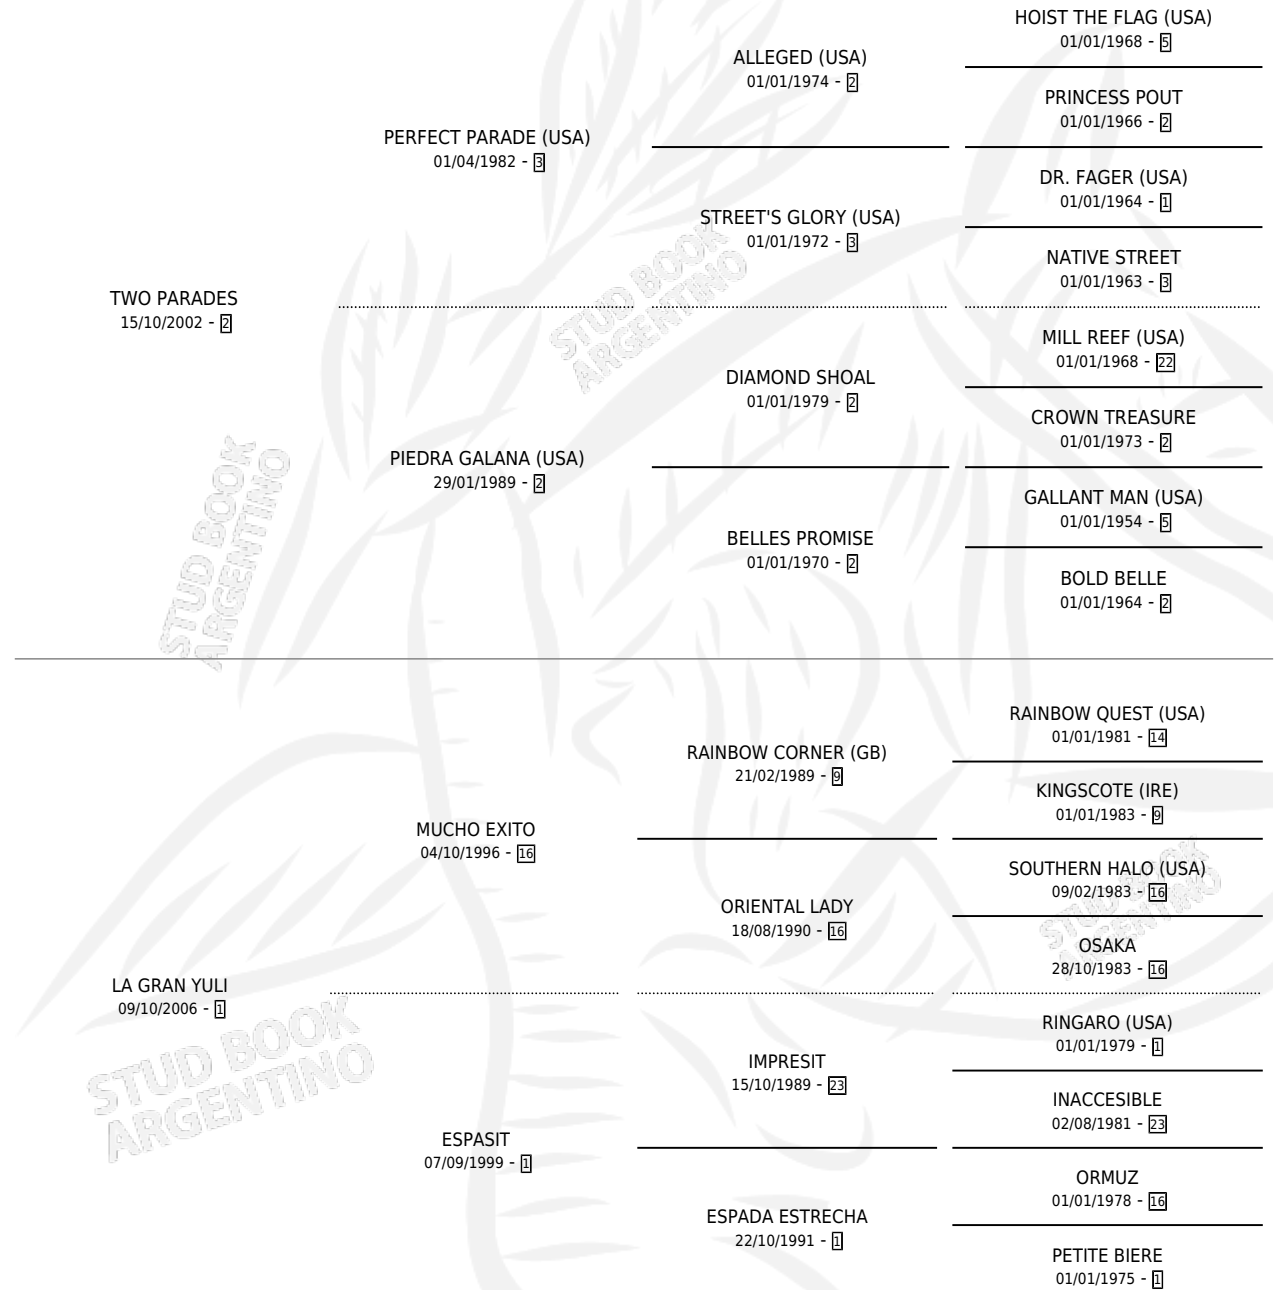 HOIST THE FLAG (USA)
01/01/1968 - 5
ALLEGED (USA)
01/01/1974 - 2
PRINCESS POUT
01/01/1966 - 2
PERFECT PARADE (USA)
01/04/1982 - 3
DR. FAGER (USA)
01/01/1964 - 1
STREET'S GLORY (USA)
01/01/1972 - 3
NATIVE STREET
01/01/1963 - 3
TWO PARADES
15/10/2002 - 2
MILL REEF (USA)
01/01/1968 - 22
DIAMOND SHOAL
01/01/1979 - 2
CROWN TREASURE
01/01/1973 - 2
PIEDRA GALANA (USA)
29/01/1989 - 2
GALLANT MAN (USA)
01/01/1954 - 5
BELLES PROMISE
01/01/1970 - 2
BOLD BELLE
01/01/1964 - 2
STUD BOOK
ARGENTINO
STUD BOOK
ARGENTINO
RAINBOW QUEST (USA)
01/01/1981 - 14
RAINBOW CORNER (GB)
21/02/1989 - 9
KINGSCOTE (IRE)
01/01/1983 - 9
MUCHO EXITO
04/10/1996 - 16
SOUTHERN HALO (USA)
09/02/1983 - 16
ORIENTAL LADY
18/08/1990 - 16
OSAKA
28/10/1983 - 16
LA GRAN YULI
09/10/2006 - 1
RINGARO (USA)
01/01/1979 - 1
IMPRESIT
15/10/1989 - 23
INACCESIBLE
02/08/1981 - 23
ESPASIT
07/09/1999 - 1
ORMUZ
01/01/1978 - 16
ESPADA ESTRECHA
22/10/1991 - 1
PETITE BIERE
01/01/1975 - 1
STUD BOOK
ARGENTINO
STUD BOOK
ARGENTINO